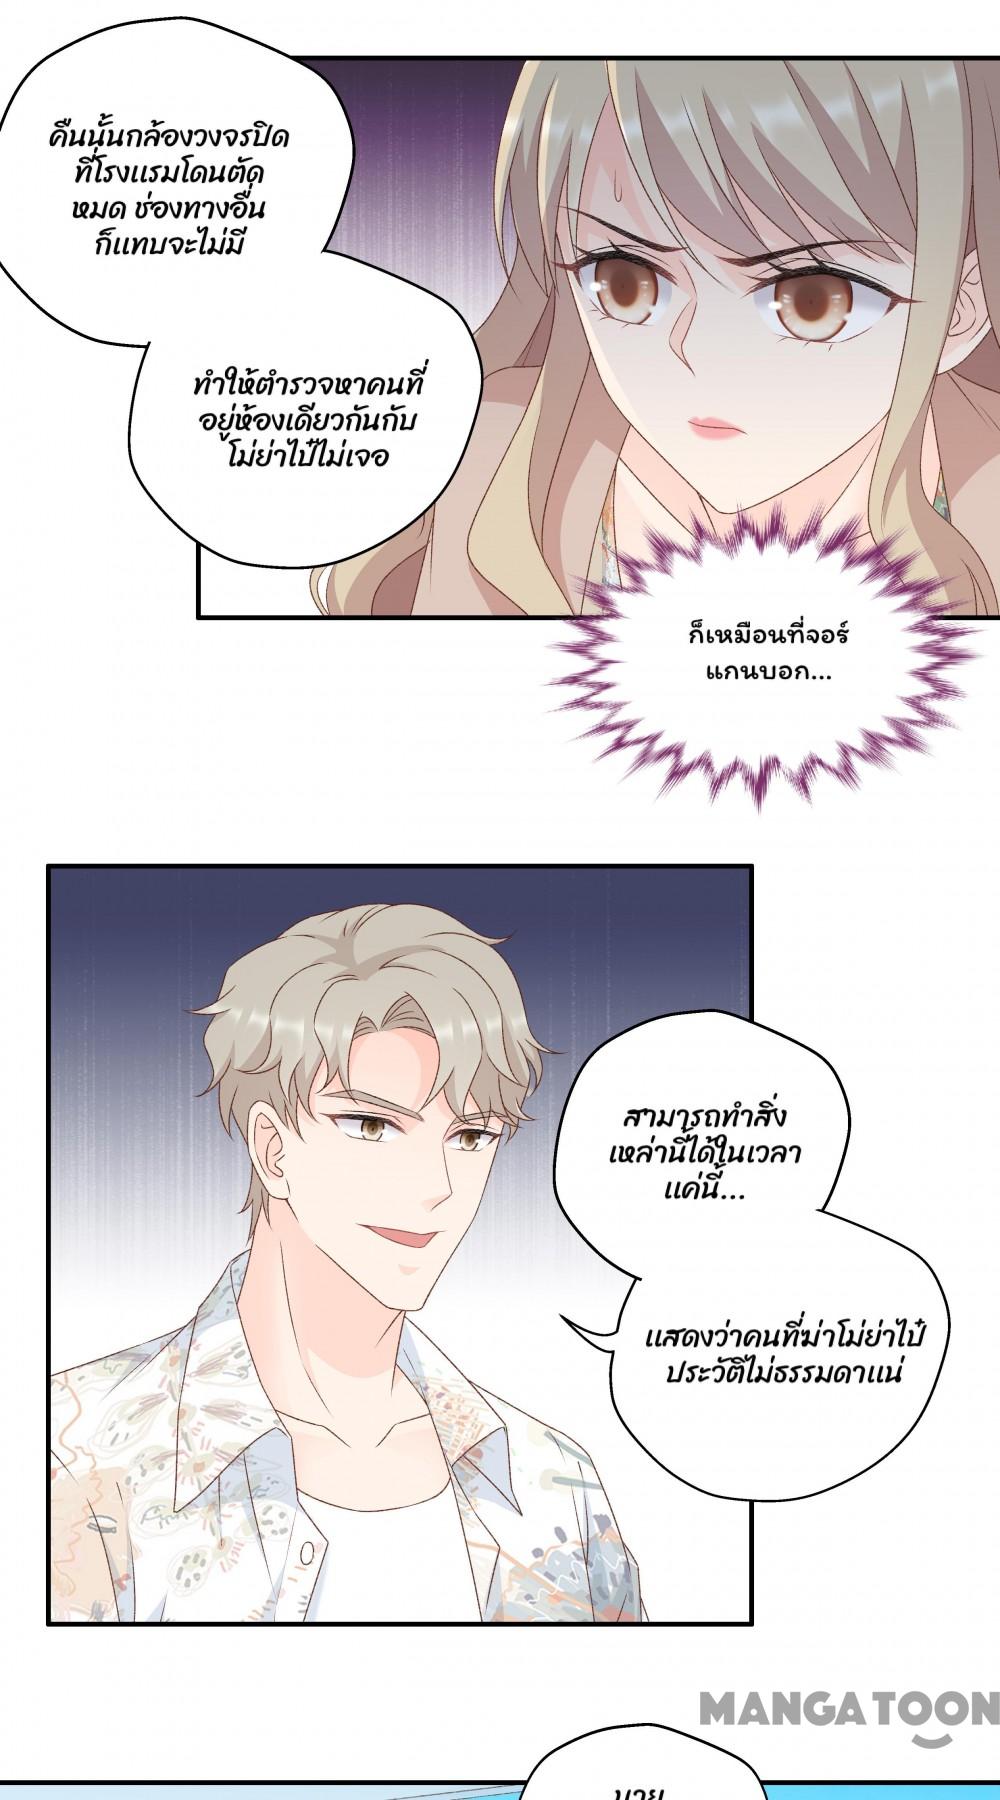 คืนนั้นกล้องวงจรปิด
ที่โรงแรมโดนตัด
หมด ช่องทางอื่น
ก็แทบจะไม่มี
ทำให้ตำรวจหาคนที่
อยู่ห้องเดียวกันกับ
โม่ย่าไป๋ไม่เจอ
ก็เหมือนที่จอร์
แกนบอก...
สามารถทำสิ่ง
เหล่านี้ได้ในเวลา
แค่นี้...
แสดงว่าคนที่ฆ่าโม่ย่าไป๋
ประวัติไม่ธรรมดาแน่
MANGATOON
นาย